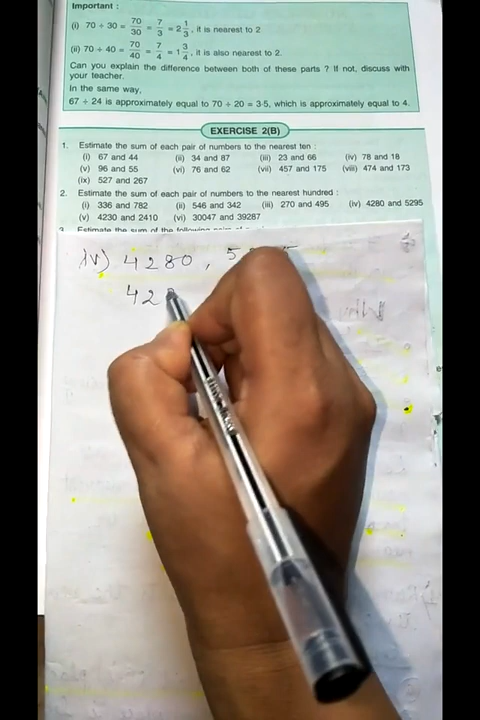 Important :
(i) 70 ÷ 30 = 70/30 = 7/3 = 2 1/3, it is nearest to 2
(ii) 70 ÷ 40 = 70/40 = 7/4 = 1 3/4, it is also nearest to 2.
Can you explain the difference between both of these parts ? If not, discuss with
your teacher.
In the same way,
67 ÷ 24 is approximately equal to 70 ÷ 20 = 3·5, which is approximately equal to 4.
EXERCISE 2(B)
1. Estimate the sum of each pair of numbers to the nearest ten :
(i) 67 and 44 (ii) 34 and 87 (iii) 23 and 66 (iv) 78 and 18
(v) 96 and 55 (vi) 76 and 62 (vii) 457 and 175 (viii) 474 and 173
(ix) 527 and 267
2. Estimate the sum of each pair of numbers to the nearest hundred :
(i) 336 and 782 (ii) 546 and 342 (iii) 270 and 495 (iv) 4280 and 5295
(v) 4230 and 2410 (vi) 30047 and 39287
3. Estimate the sum of the following
iv) 4280 , 5
42